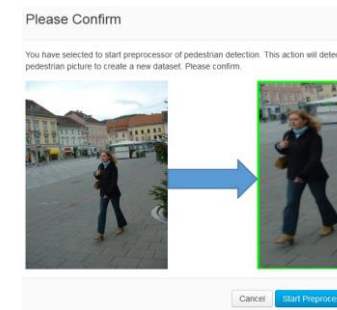 Please Confirm
You have selected to start preprocessor of pedestrian detection. This action will dete
pedestrian picture to create a new dataset. Please confirm.
Cancel Start Preproce